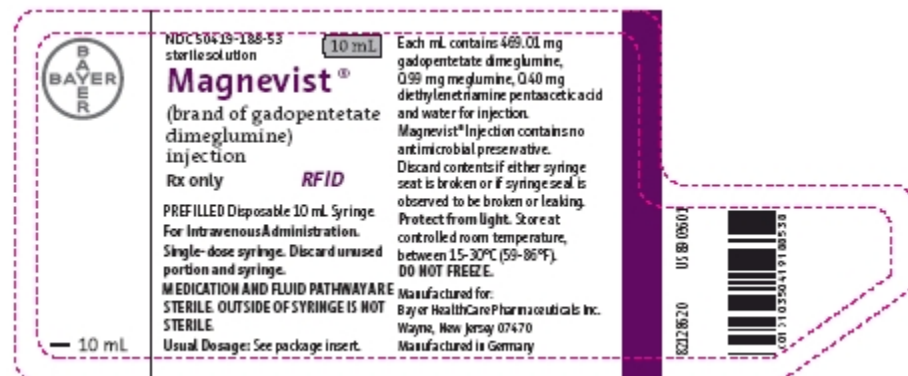 BAYER
BAYER
NDC 50419-188-53
sterile solution
10 mL
Magnevist®
(brand of gadopentetate
dimeglumine)
injection
Rx only
RFID
PREFILLED Disposable 10 mL Syringe
For Intravenous Administration.
Single-dose syringe. Discard unused
portion and syringe.
MEDICATION AND FLUID PATHWAY ARE
STERILE. OUTSIDE OF SYRINGE IS NOT
STERILE.
Usual Dosage: See package insert.
10 mL
Each mL contains 469.01 mg
gadopentetate dimeglumine,
0.99 mg meglumine, 0.40 mg
diethylenetriamine pentaacetic acid
and water for injection.
Magnevist® Injection contains no
antimicrobial preservative.
Discard contents if either syringe
seat is broken or if syringe seal is
observed to be broken or leaking.
Protect from light. Store at
controlled room temperature,
between 15-30°C (59-86°F).
DO NOT FREEZE.
Manufactured for:
Bayer HealthCare Pharmaceuticals Inc.
Wayne, New Jersey 07470
Manufactured in Germany
82128620